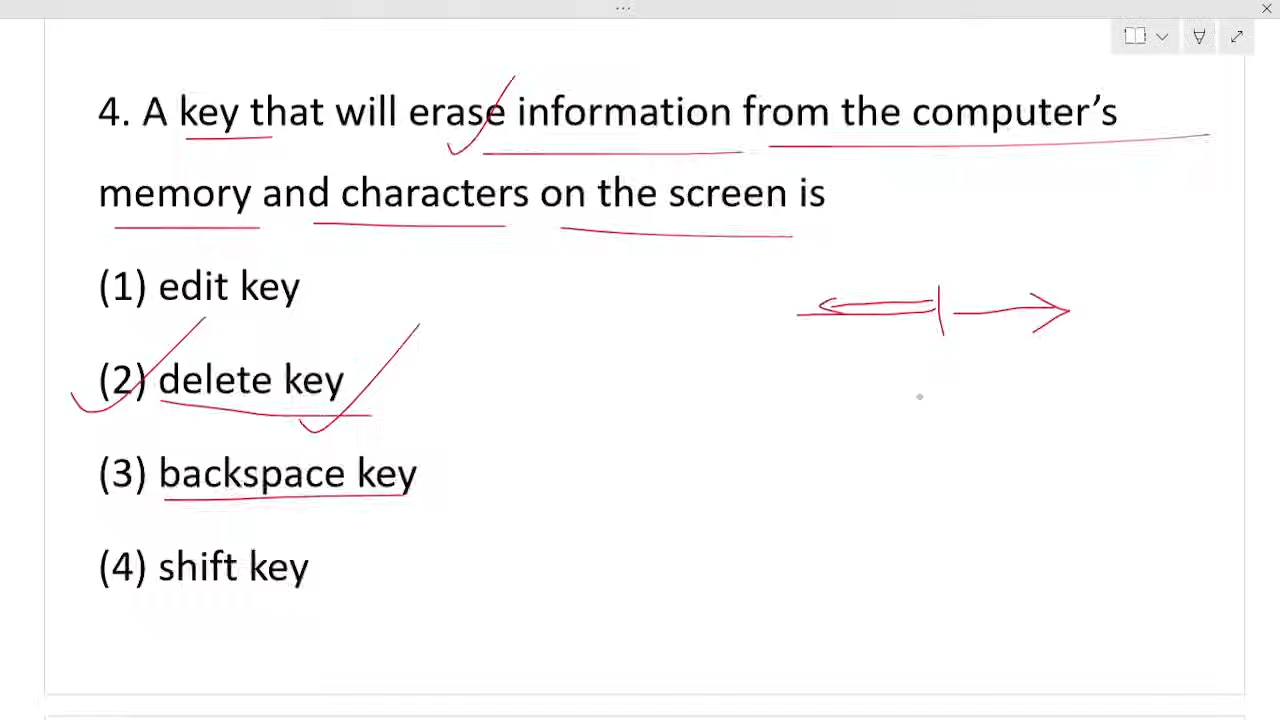 4. A key that will erase information from the computer’s
memory and characters on the screen is
(1) edit key
(2) delete key
(3) backspace key
(4) shift key